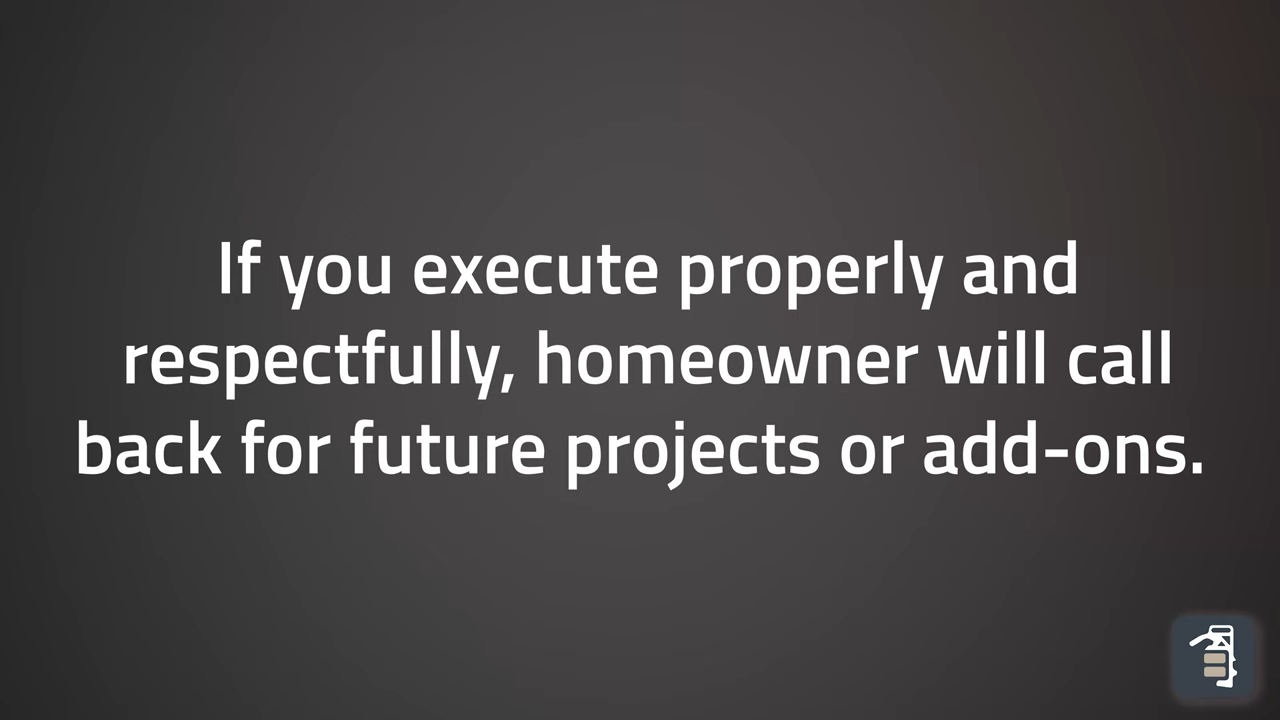 If you execute properly and
respectfully, homeowner will call
back for future projects or add-ons.